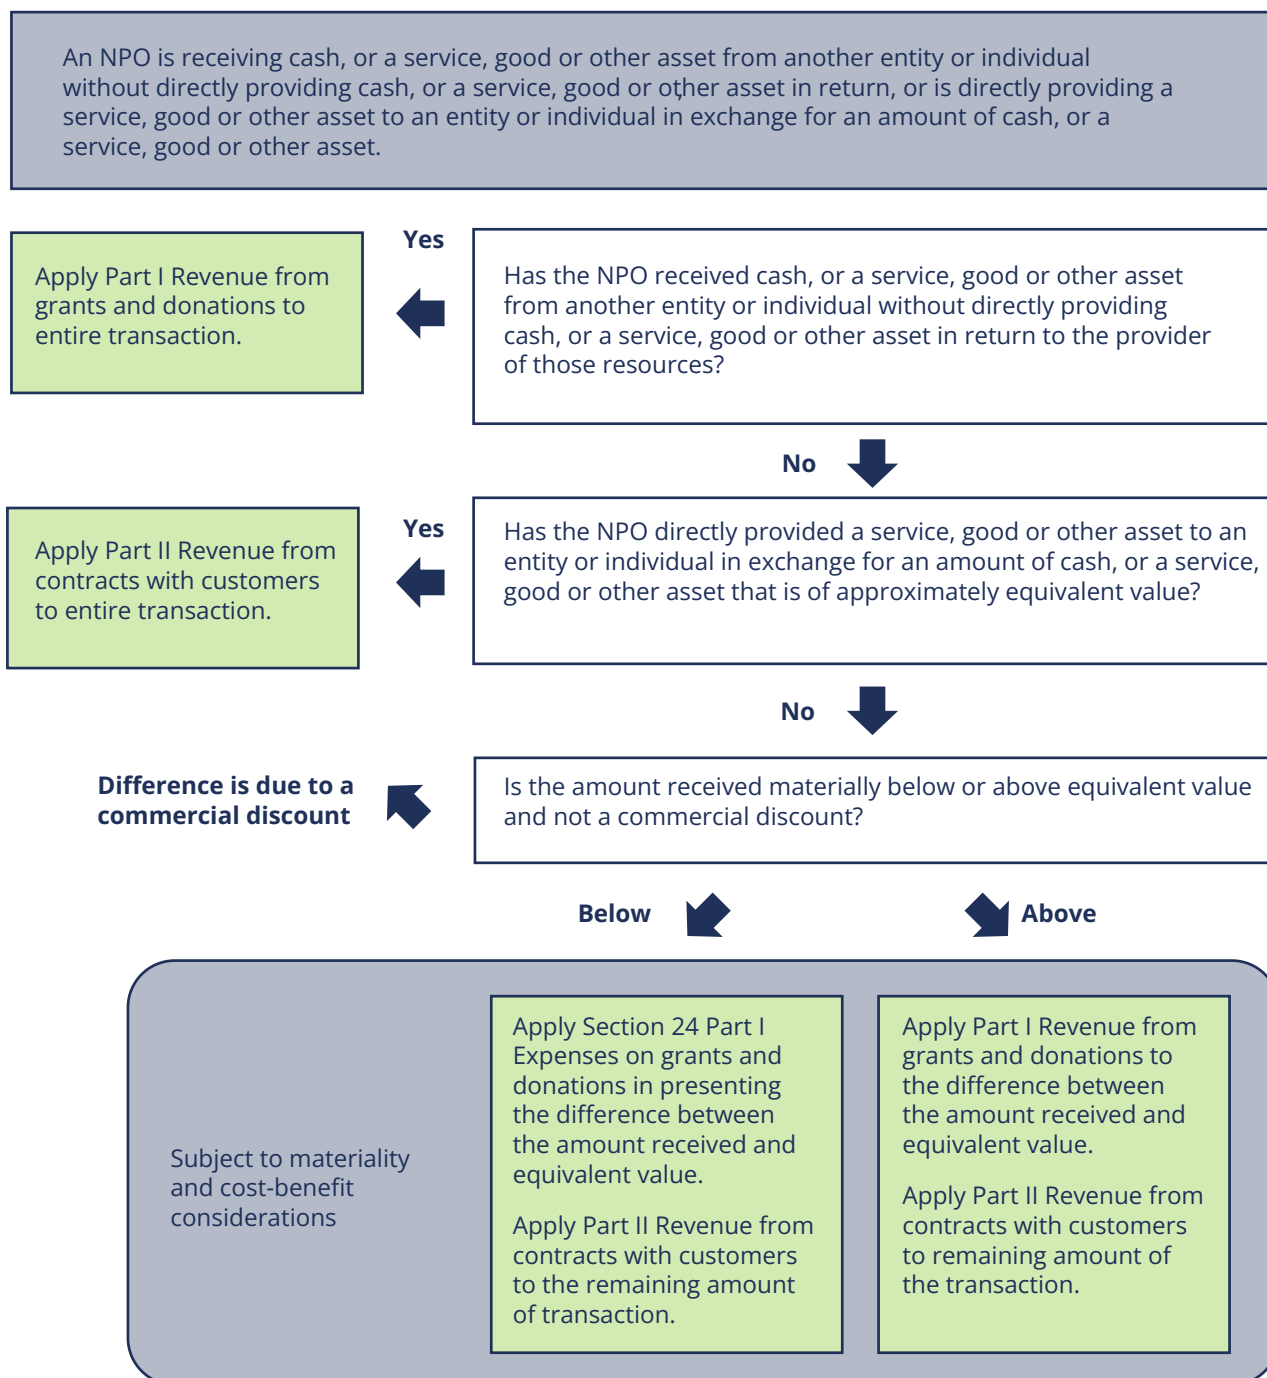 An NPO is receiving cash, or a service, good or other asset from another entity or individual
without directly providing cash, or a service, good or other asset in return, or is directly providing a
service, good or other asset to an entity or individual in exchange for an amount of cash, or a
service, good or other asset.
Yes
Apply Part I Revenue from
grants and donations to
entire transaction.
Has the NPO received cash, or a service, good or other asset
from another entity or individual without directly providing
cash, or a service, good or other asset in return to the provider
of those resources?
No
Yes
Apply Part II Revenue from
contracts with customers
to entire transaction.
Has the NPO directly provided a service, good or other asset to an
entity or individual in exchange for an amount of cash, or a service,
good or other asset that is of approximately equivalent value?
No
Difference is due to a
commercial discount
Is the amount received materially below or above equivalent value
and not a commercial discount?
Below
Above
Subject to materiality
and cost-benefit
considerations
Apply Section 24 Part I
Expenses on grants and
donations in presenting
the difference between
the amount received and
equivalent value.
Apply Part II Revenue from
contracts with customers
to the remaining amount
of transaction.
Apply Part I Revenue from
grants and donations to
the difference between
the amount received and
equivalent value.
Apply Part II Revenue from
contracts with customers
to remaining amount of
the transaction.